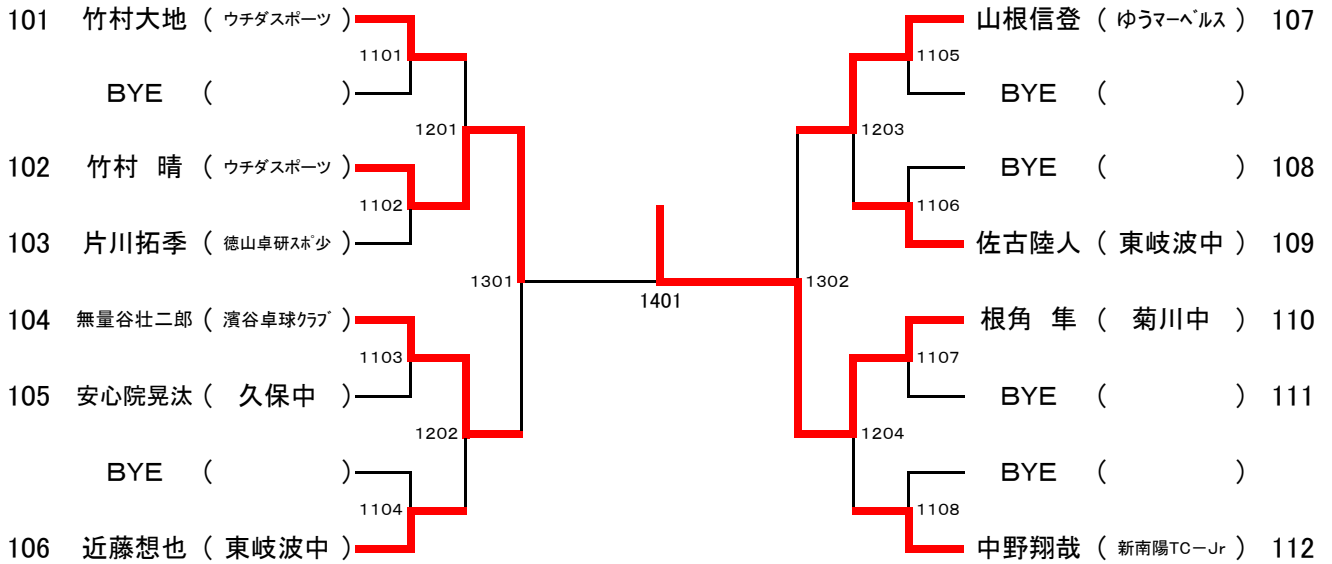 101 竹村大地 ( ウチダスポーツ ) 山根信登 ( ゆうマーベルス ) 107
1101 1105
BYE ( ) BYE ( )
1201 1203
102 竹村 晴 ( ウチダスポーツ ) BYE ( ) 108
1102 1106
103 片川拓季 ( 徳山卓研スポ少 ) 佐古陸人 ( 東岐波中 ) 109
1301 1302
1401
104 無量谷壮二郎 ( 濱谷卓球クラブ ) 根角 隼 ( 菊川中 ) 110
1103 1107
105 安心院晃汰 ( 久保中 ) BYE ( ) 111
1202 1204
BYE ( ) BYE ( )
1104 1108
106 近藤想也 ( 東岐波中 ) 中野翔哉 ( 新南陽TC-Jr ) 112